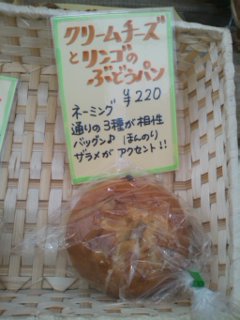 クリームチーズ
とリンゴの
ぶどうパン
¥220
ネーミング
通りの3種が相性
バツグン♪ ほんのり
ザラメが アクセント!!